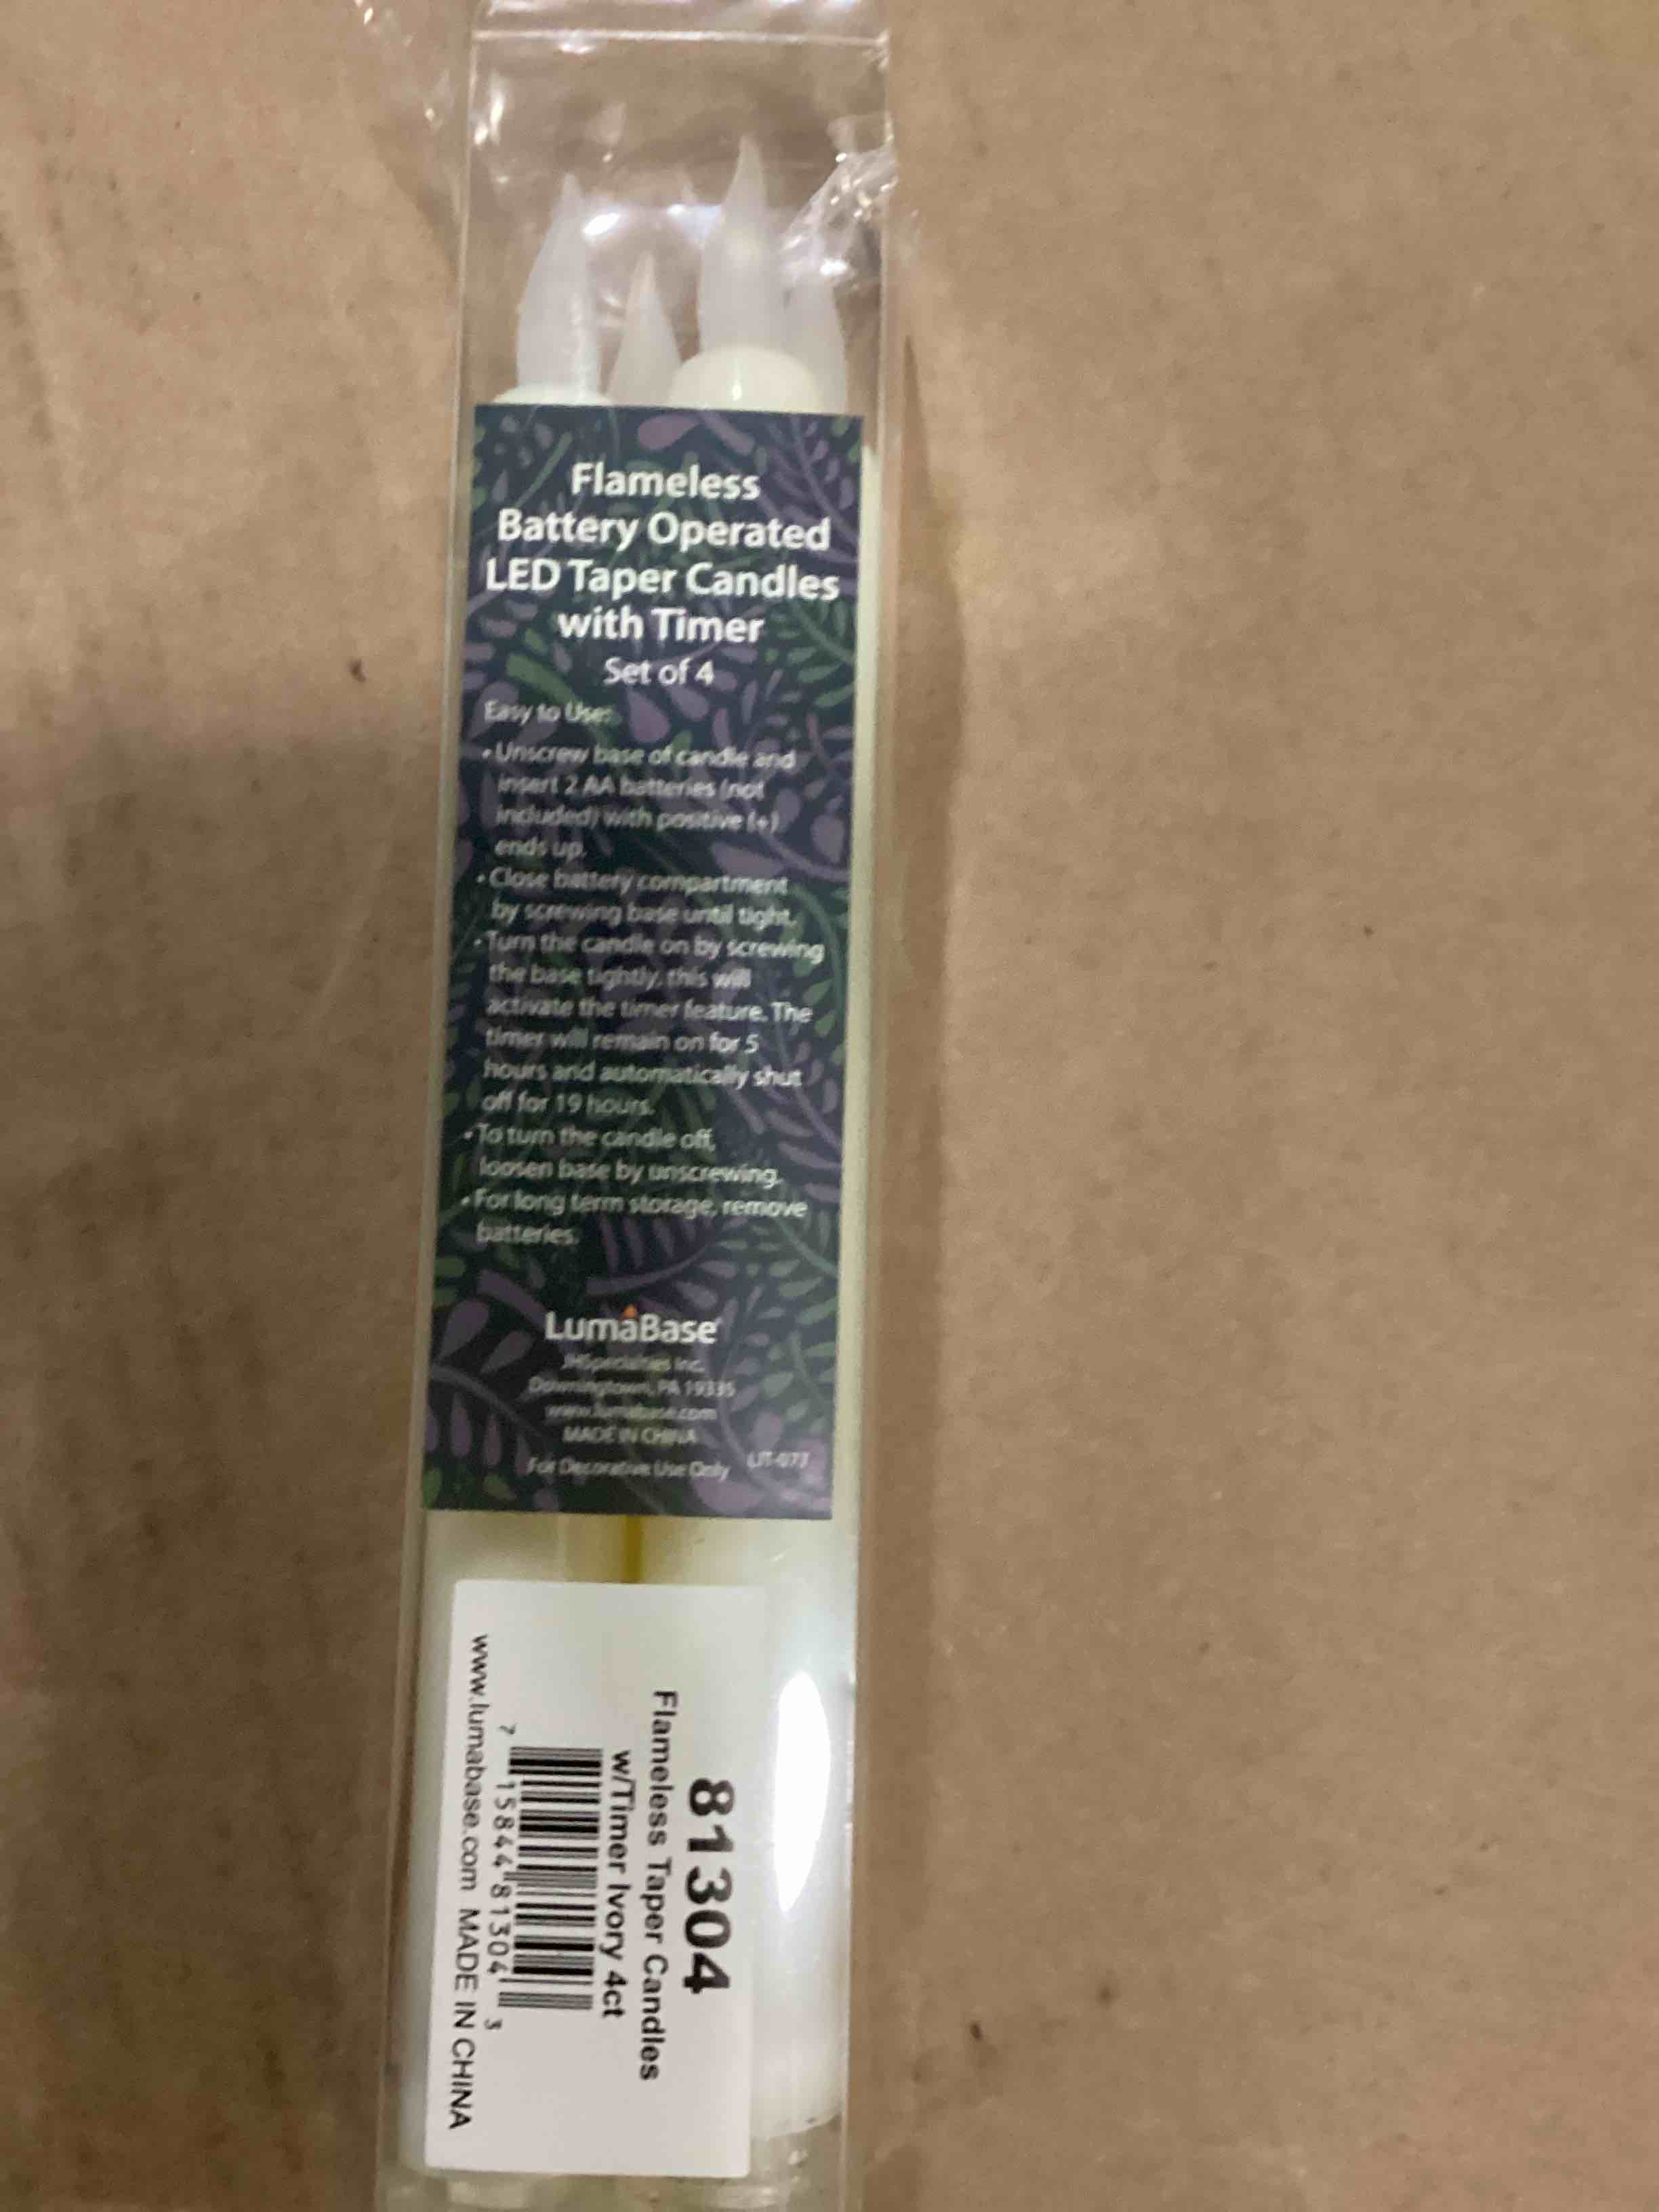 Flameless
Battery Operated
LED Taper Candles
with Timer
Set of 4
Easy to Use:
• Unscrew base of candle and
insert 2 AA batteries (not
included) with positive (+)
ends up.
• Close battery compartment
by screwing base until tight.
• Turn the candle on by screwing
the base tightly, this will
activate the timer feature. The
timer will remain on for 5
hours and automatically shut
off for 19 hours.
• To turn the candle off,
loosen base by unscrewing.
• For long term storage, remove
batteries.
LumaBase
JHSpecialties Inc.
Downingtown, PA 19335
www.lumabase.com
MADE IN CHINA
For Decorative Use Only
81304
Flameless Taper Candles
w/Timer Ivory 4ct
7 15844 81304 3
www.lumabase.com MADE IN CHINA